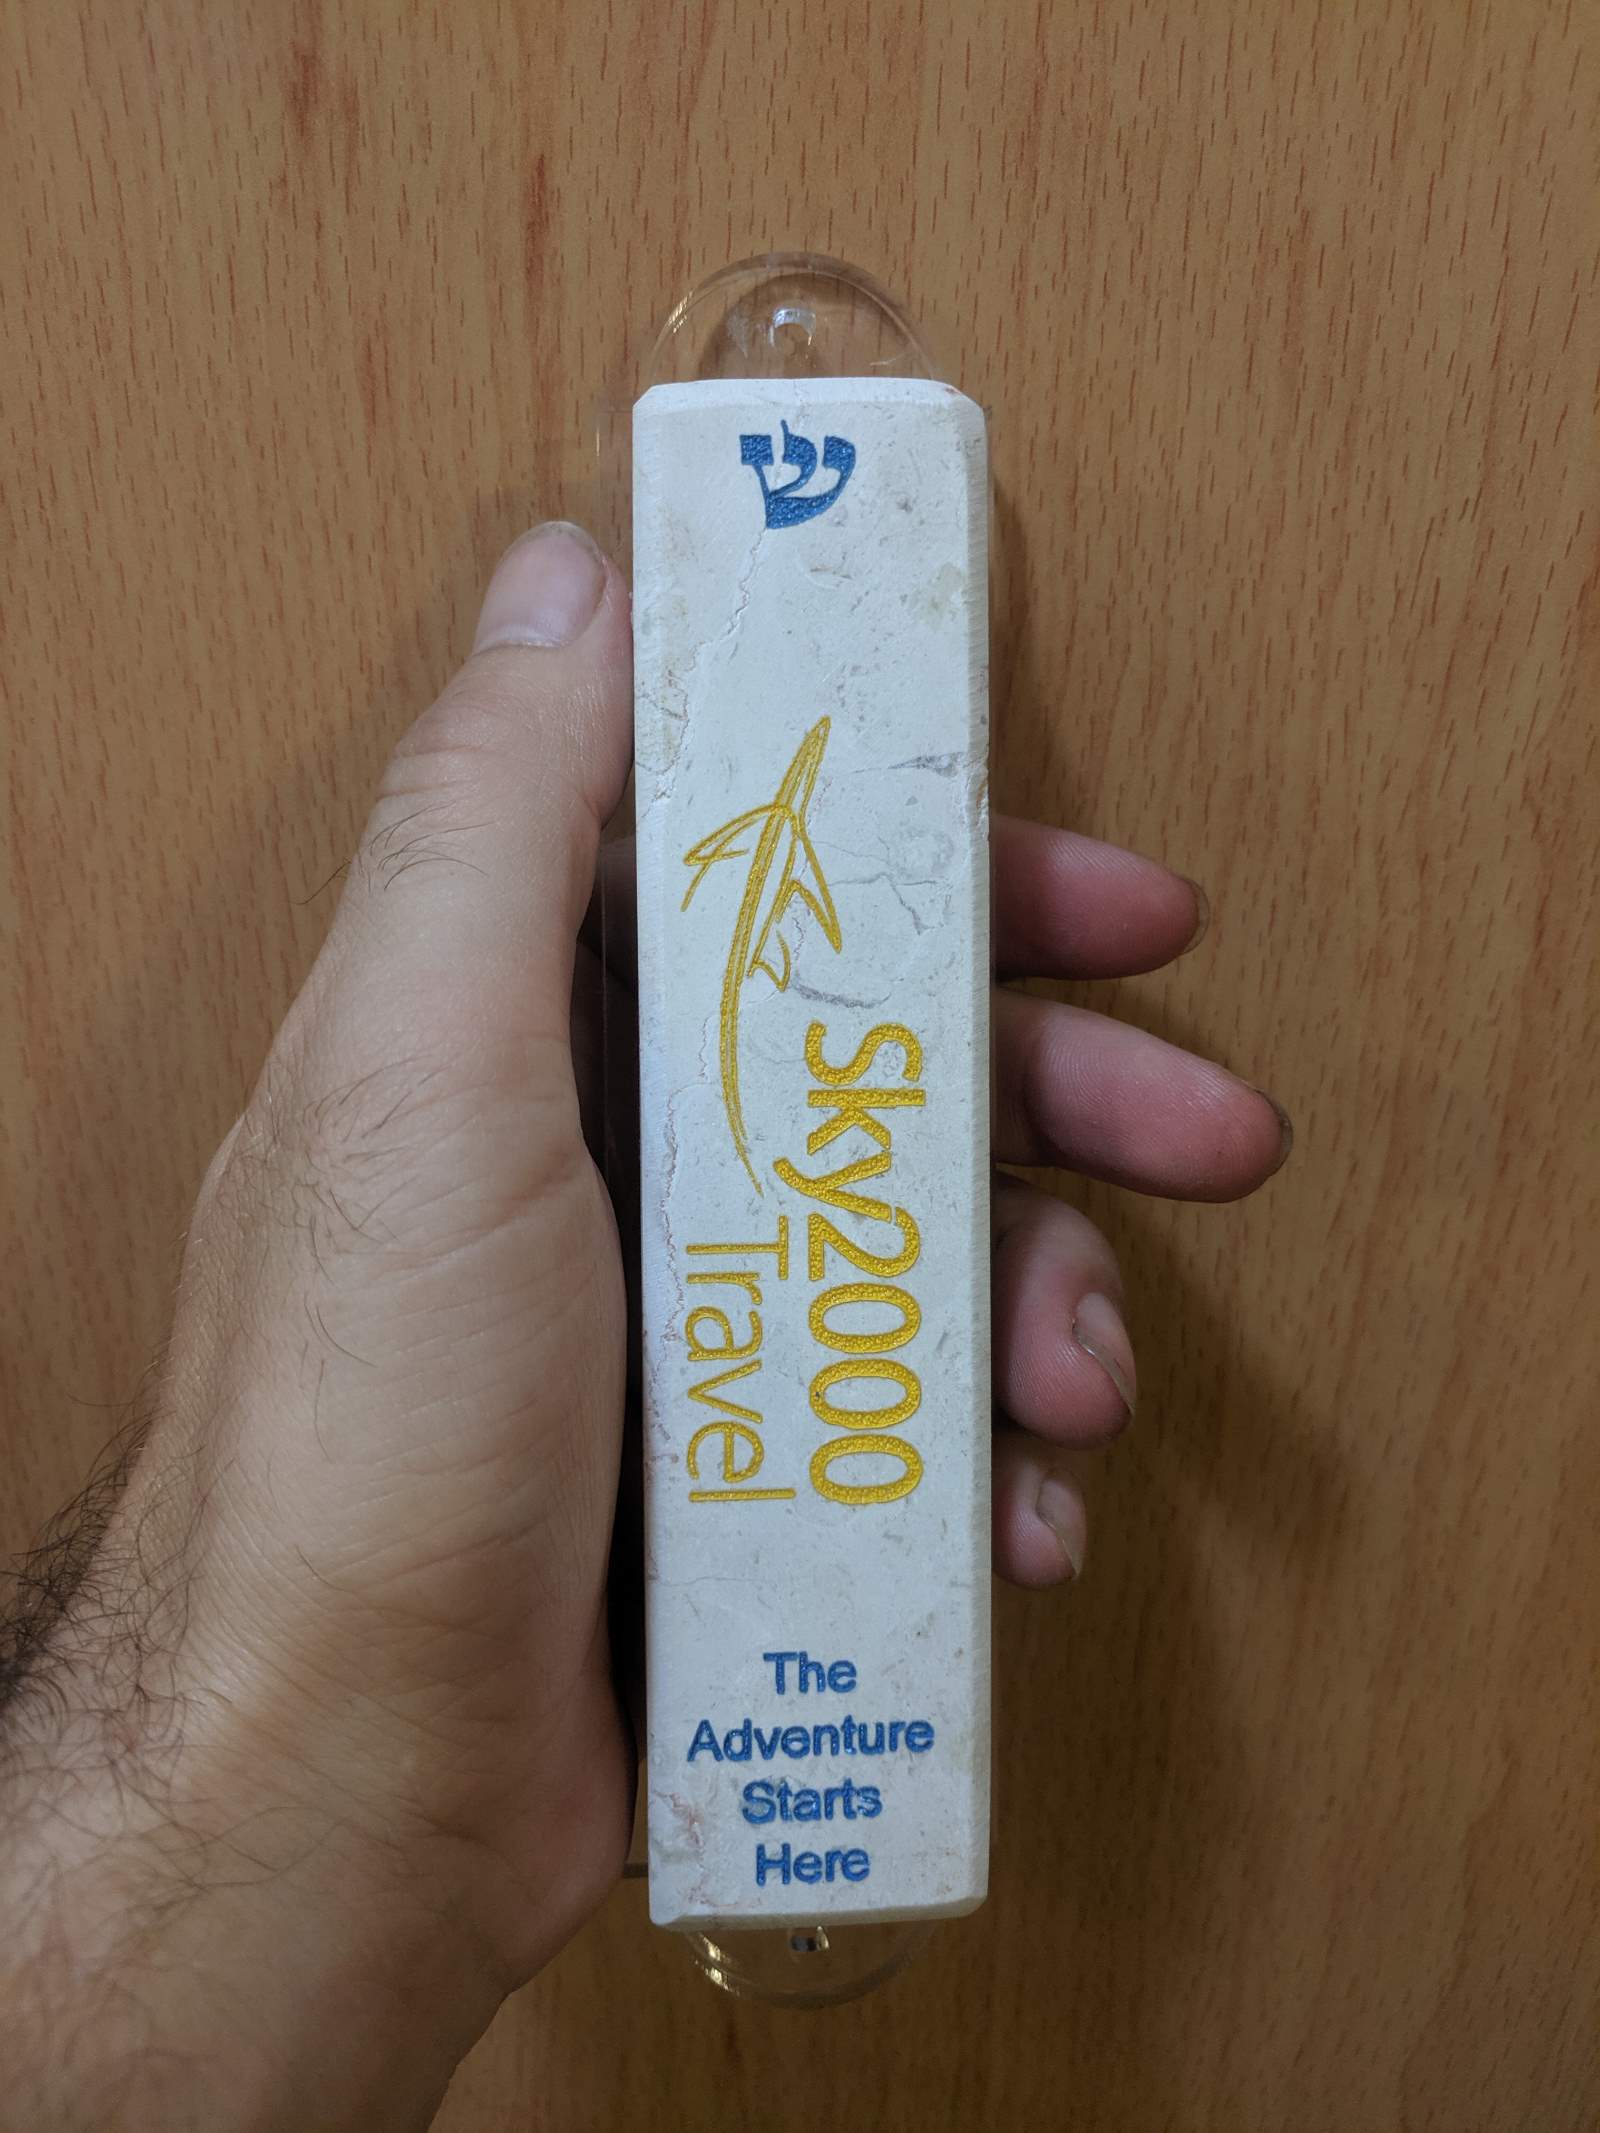 ש
Sky2000
Travel
The
Adventure
Starts
Here